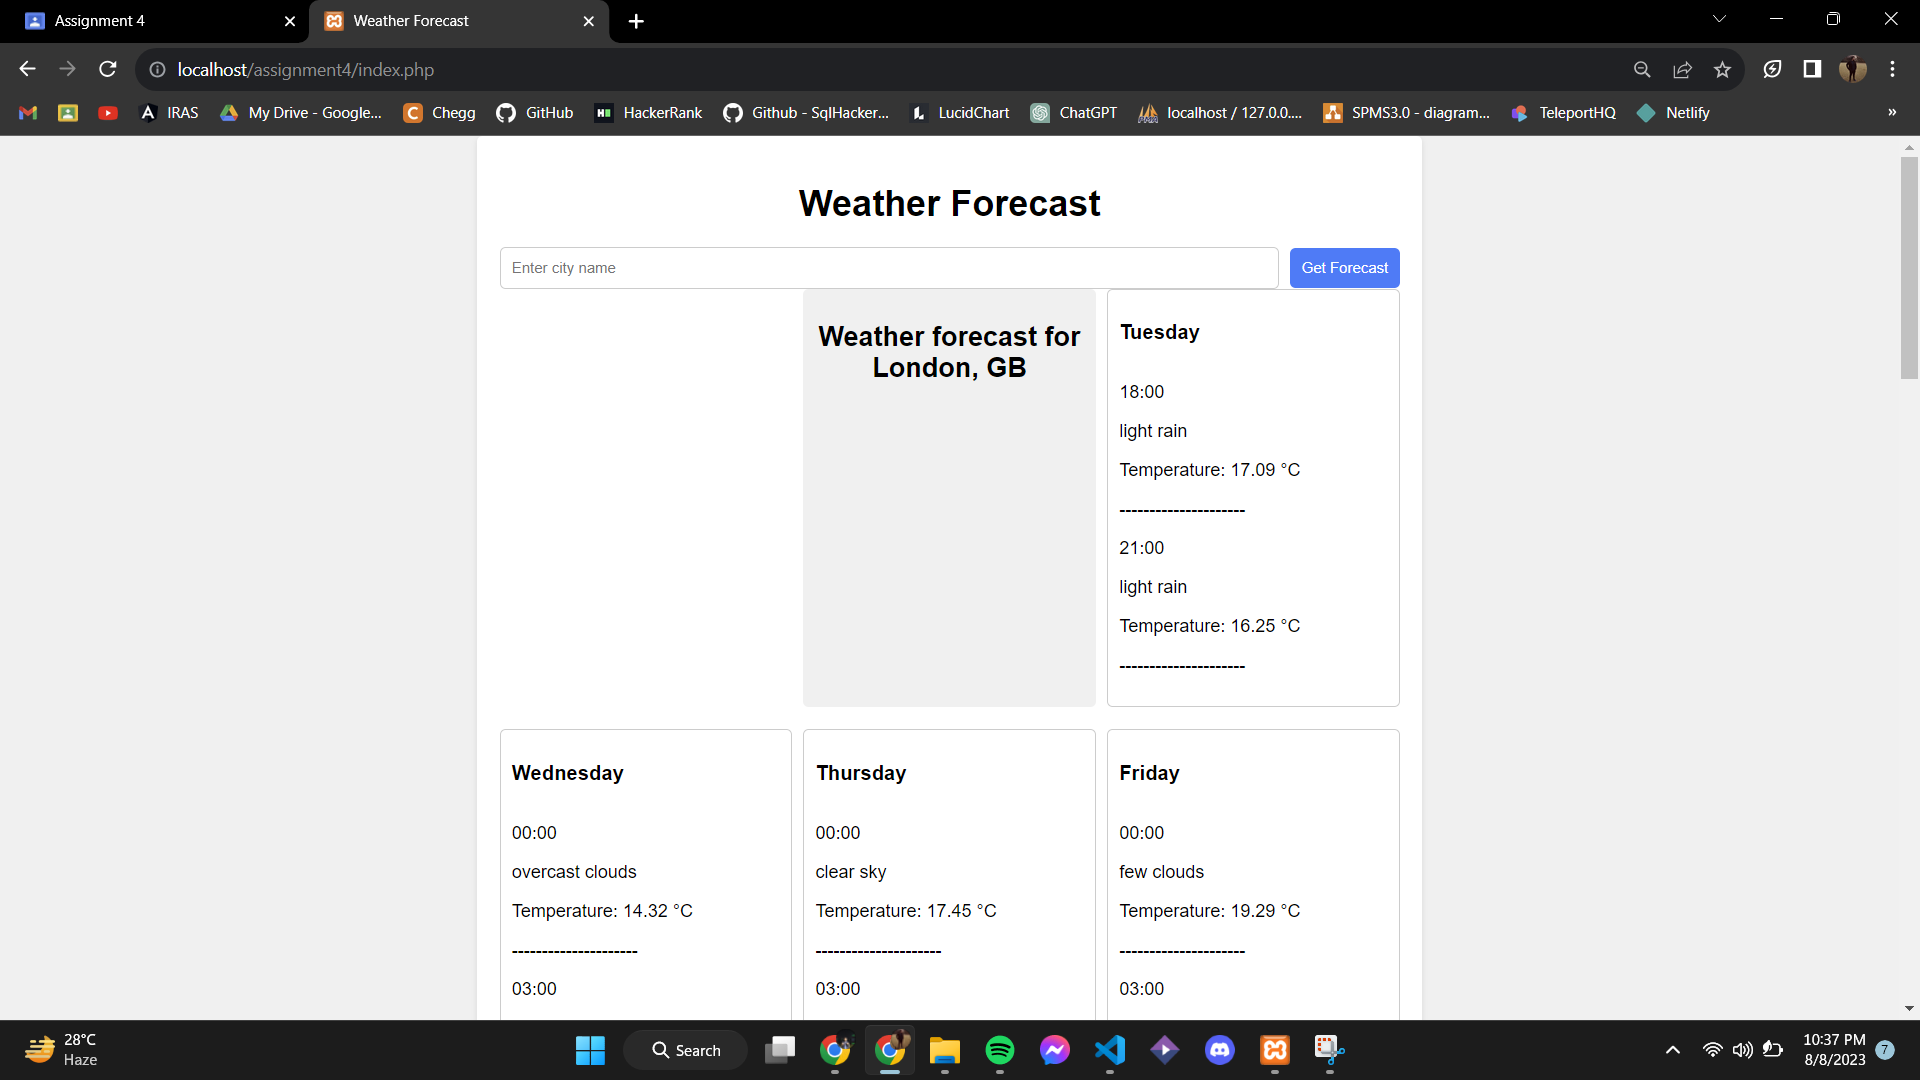 Assignment 4
Weather Forecast
localhost/assignment4/index.php
IRAS
My Drive - Google...
C Chegg
GitHub
HackerRank
Github - SqlHacker...
LucidChart
ChatGPT
localhost / 127.0.0....
SPMS3.0 - diagram...
TeleportHQ
Netlify
»
Weather Forecast
Enter city name
Get Forecast
Weather forecast for
London, GB
Tuesday
18:00
light rain
Temperature: 17.09 °C
---------------------
21:00
light rain
Temperature: 16.25 °C
---------------------
Wednesday
00:00
overcast clouds
Temperature: 14.32 °C
---------------------
03:00
Thursday
00:00
clear sky
Temperature: 17.45 °C
---------------------
03:00
Friday
00:00
few clouds
Temperature: 19.29 °C
---------------------
03:00
28°C
Haze
Search
10:37 PM
8/8/2023
7